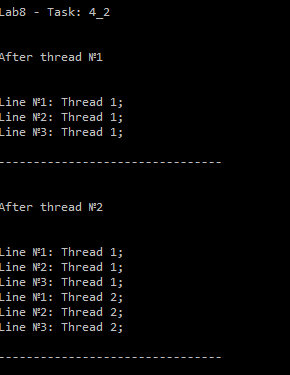 Lab8 - Task: 4_2
After thread №1
Line №1: Thread 1;
Line №2: Thread 1;
Line №3: Thread 1;
--------------------------------
After thread №2
Line №1: Thread 1;
Line №2: Thread 1;
Line №3: Thread 1;
Line №1: Thread 2;
Line №2: Thread 2;
Line №3: Thread 2;
--------------------------------